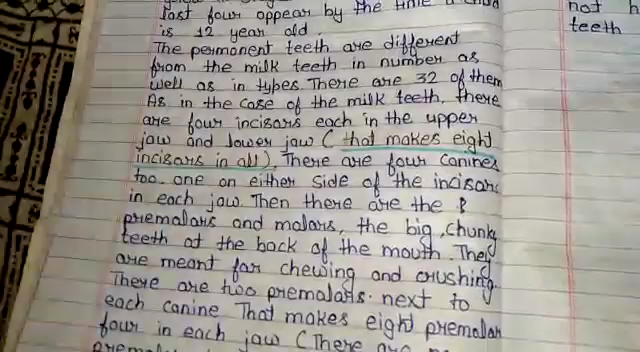 last four appear by the time a child
is 12 year old.
The permonent teeth are different
from the milk teeth in number as
well as in types. There are 32 of them
As in the case of the milk teeth, there
are four incisors each in the upper
jaw and lower jaw ( that makes eight
incisors in all), There are four canines
too. one on either side of the incisors
in each jaw. Then there are the P
premolars and molars, the big, chunky
teeth at the back of the mouth. They
are meant for chewing and crushing.
There are two premolars. next to
each canine That makes eight premolar
four in each jaw (There are
not h
teeth